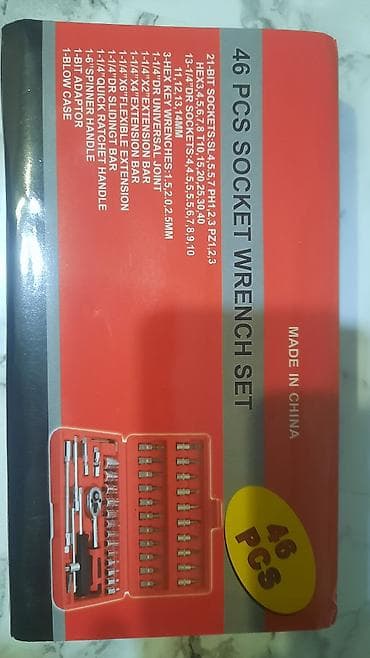 46 PCS SOCKET WRENCH SET
MADE IN CHINA
21-BIT SOCKETS:SL4,5.5,7 PH1,2,3 PZ1,2,3
HEX3,4,5,6,7,8 T10,15,20,25,30,40
13-1/4"DR SOCKETS:4,4.5,5,5.5,6,7,8,9,10
11,12,13,14MM
3-HEX KEY WRENCHES:1.5,2.0,2.5MM
1-1/4"DR UNIVERSAL JOINT
1-1/4"X2"EXTENSION BAR
1-1/4"X4"EXTENSION BAR
1-1/4"X6"FLEXIBLE EXTENSION
1-1/4"DR SLIDINGT BAR
1-1/4"QUICK RATCHET HANDLE
1-6"SPINNER HANDLE
1-BIT ADAPTOR
1-BLOW CASE
46
PCS